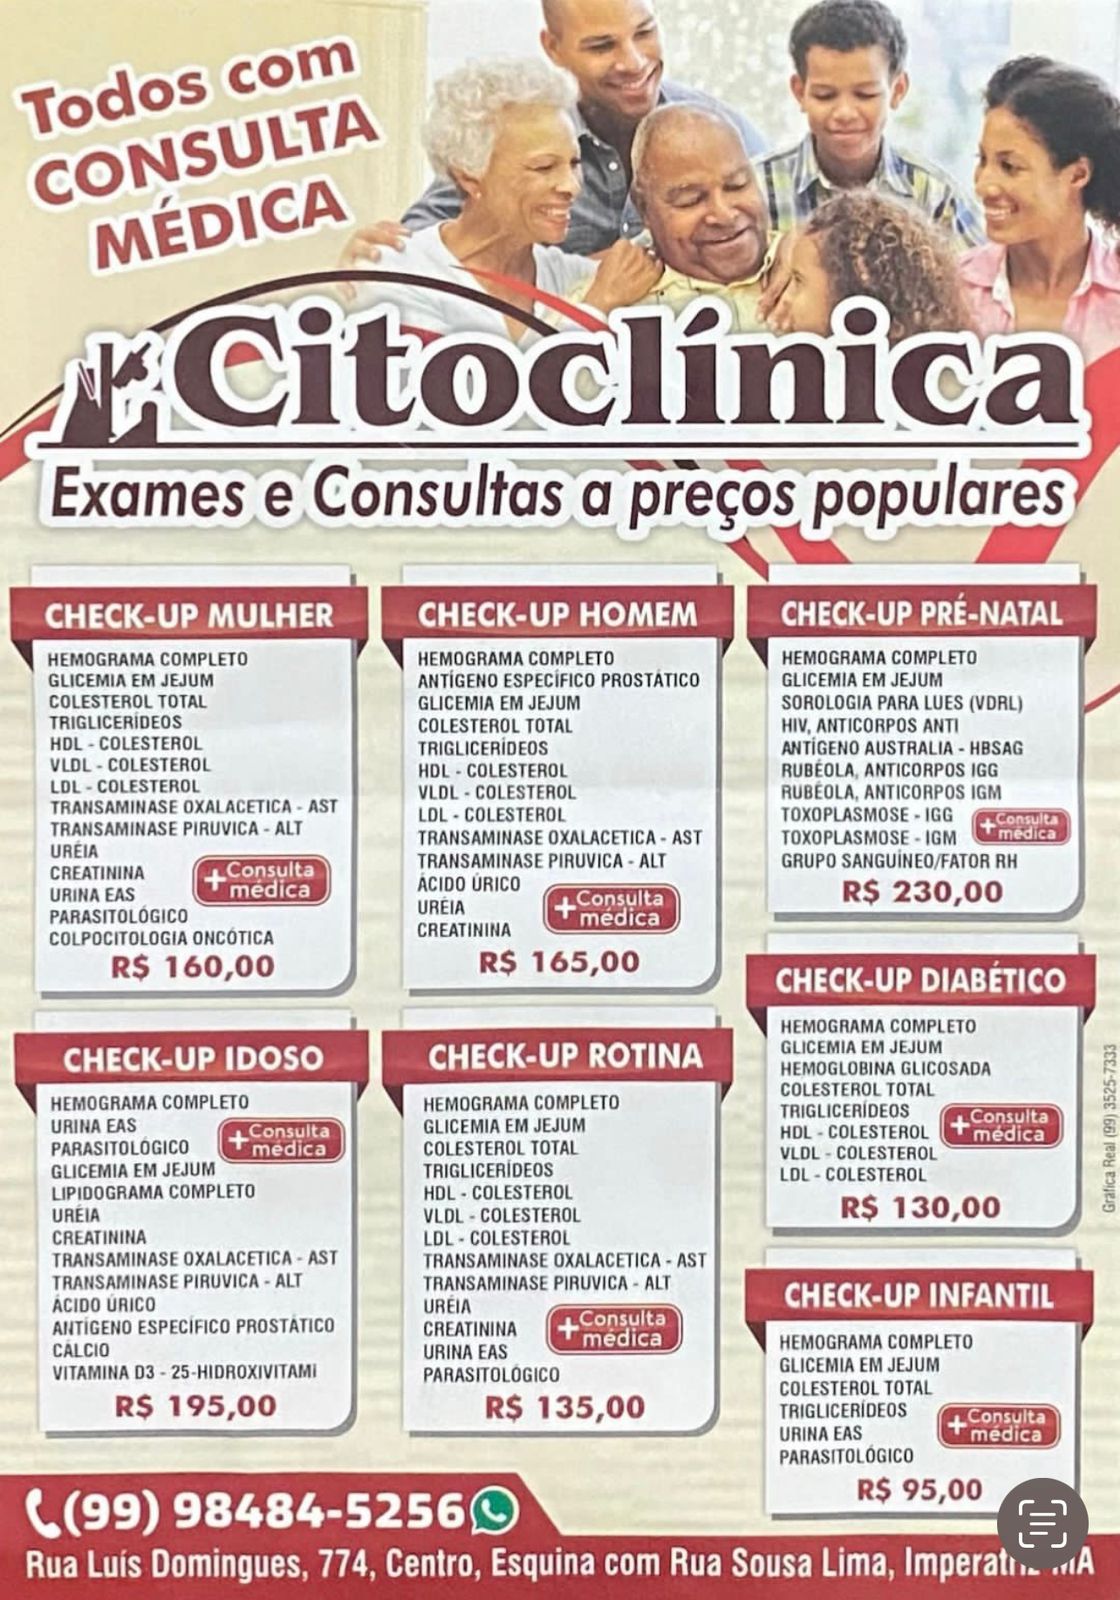 Todos com
CONSULTA
MÉDICA
Citoclínica
Exames e Consultas a preços populares
CHECK-UP MULHER
HEMOGRAMA COMPLETO
GLICEMIA EM JEJUM
COLESTEROL TOTAL
TRIGLICERÍDEOS
HDL - COLESTEROL
VLDL - COLESTEROL
LDL - COLESTEROL
TRANSAMINASE OXALACETICA - AST
TRANSAMINASE PIRUVICA - ALT
URÉIA
CREATININA
URINA EAS
PARASITOLÓGICO
COLPOCITOLOGIA ONCÓTICA
+Consulta
médica
R$ 160,00
CHECK-UP HOMEM
HEMOGRAMA COMPLETO
ANTÍGENO ESPECÍFICO PROSTÁTICO
GLICEMIA EM JEJUM
COLESTEROL TOTAL
TRIGLICERÍDEOS
HDL - COLESTEROL
VLDL - COLESTEROL
LDL - COLESTEROL
TRANSAMINASE OXALACETICA - AST
TRANSAMINASE PIRUVICA - ALT
ÁCIDO ÚRICO
URÉIA
CREATININA
+Consulta
médica
R$ 165,00
CHECK-UP PRÉ-NATAL
HEMOGRAMA COMPLETO
GLICEMIA EM JEJUM
SOROLOGIA PARA LUES (VDRL)
HIV, ANTICORPOS ANTI
ANTÍGENO AUSTRALIA - HBSAG
RUBÉOLA, ANTICORPOS IGG
RUBÉOLA, ANTICORPOS IGM
TOXOPLASMOSE - IGG
TOXOPLASMOSE - IGM
GRUPO SANGUÍNEO/FATOR RH
+Consulta
médica
R$ 230,00
CHECK-UP IDOSO
HEMOGRAMA COMPLETO
URINA EAS
PARASITOLÓGICO
GLICEMIA EM JEJUM
LIPIDOGRAMA COMPLETO
URÉIA
CREATININA
TRANSAMINASE OXALACETICA - AST
TRANSAMINASE PIRUVICA - ALT
ÁCIDO ÚRICO
ANTÍGENO ESPECÍFICO PROSTÁTICO
CÁLCIO
VITAMINA D3 - 25-HIDROXIVITAMi
+Consulta
médica
R$ 195,00
CHECK-UP ROTINA
HEMOGRAMA COMPLETO
GLICEMIA EM JEJUM
COLESTEROL TOTAL
TRIGLICERÍDEOS
HDL - COLESTEROL
VLDL - COLESTEROL
LDL - COLESTEROL
TRANSAMINASE OXALACETICA - AST
TRANSAMINASE PIRUVICA - ALT
URÉIA
CREATININA
URINA EAS
PARASITOLÓGICO
+Consulta
médica
R$ 135,00
CHECK-UP DIABÉTICO
HEMOGRAMA COMPLETO
GLICEMIA EM JEJUM
HEMOGLOBINA GLICOSADA
COLESTEROL TOTAL
TRIGLICERÍDEOS
HDL - COLESTEROL
VLDL - COLESTEROL
LDL - COLESTEROL
+Consulta
médica
R$ 130,00
CHECK-UP INFANTIL
HEMOGRAMA COMPLETO
GLICEMIA EM JEJUM
COLESTEROL TOTAL
TRIGLICERÍDEOS
URINA EAS
PARASITOLÓGICO
+Consulta
médica
R$ 95,00
Gráfica Real (99) 3525-7333
(99) 98484-5256
Rua Luís Domingues, 774, Centro, Esquina com Rua Sousa Lima, Imperatriz-MA